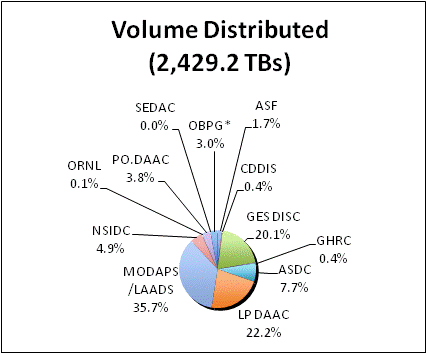 Volume Distributed
(2,429.2 TBs)
SEDAC
0.0%
OBPG *
3.0%
ASF
1.7%
ORNL
0.1%
PO.DAAC
3.8%
CDDIS
0.4%
GES DISC
20.1%
NSIDC
4.9%
GHRC
0.4%
MODAPS
/LAADS
35.7%
ASDC
7.7%
LP DAAC
22.2%